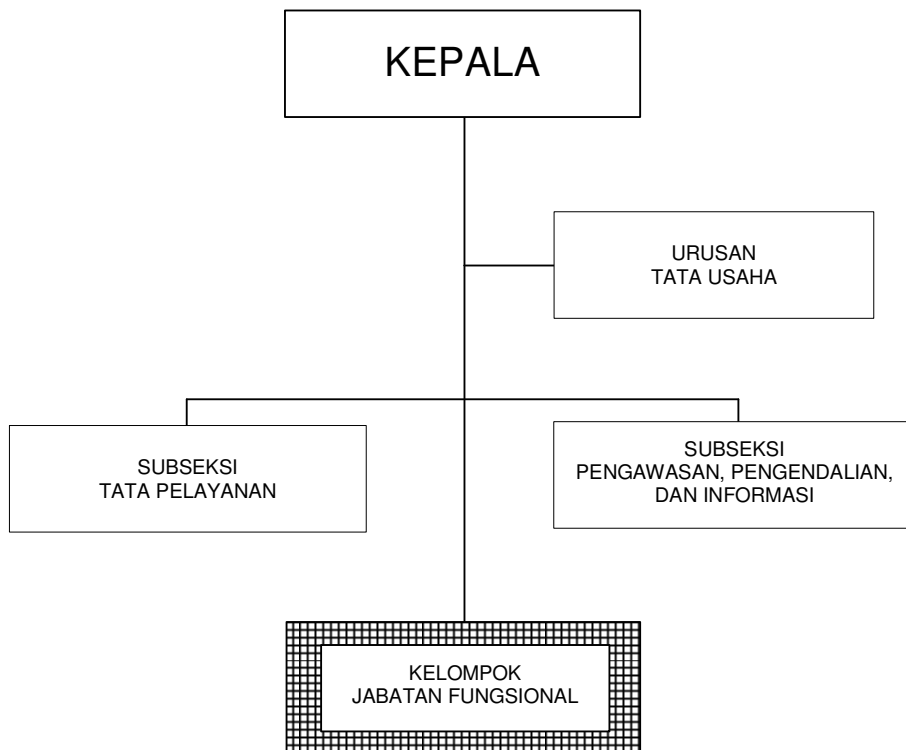 KEPALA
URUSAN
TATA USAHA
SUBSEKSI
TATA PELAYANAN
SUBSEKSI
PENGAWASAN, PENGENDALIAN,
DAN INFORMASI
KELOMPOK
JABATAN FUNGSIONAL